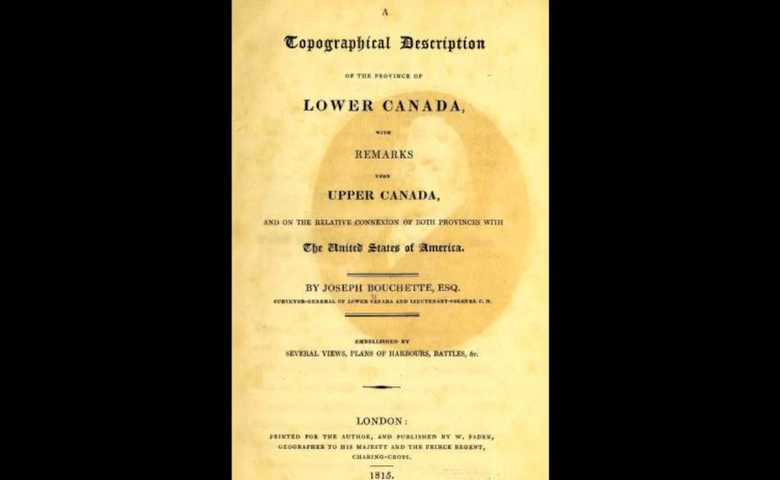 A
Topographical Description
OF THE PROVINCE OF
LOWER CANADA,
WITH
REMARKS
UPON
UPPER CANADA,
AND ON THE RELATIVE CONNEXION OF BOTH PROVINCES WITH
The United States of America.
BY JOSEPH BOUCHETTE, ESQ.
SURVEYOR-GENERAL OF LOWER CANADA AND LIEUTENANT-COLONEL C. M.
EMBELLISHED BY
SEVERAL VIEWS, PLANS OF HARBOURS, BATTLES, &c.
LONDON:
PRINTED FOR THE AUTHOR, AND PUBLISHED BY W. FADEN,
GEOGRAPHER TO HIS MAJESTY AND THE PRINCE REGENT,
CHARING-CROSS.
1815.